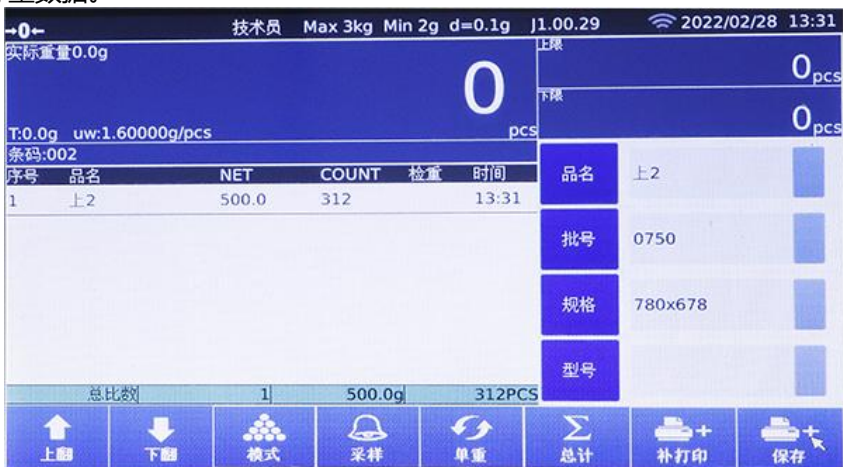 →0← 技术员 Max 3kg Min 2g d=0.1g J1.00.29 2022/02/28 13:31
实际重量0.0g
0
pcs
T:0.0g uw:1.60000g/pcs
上限
0pcs
下限
0pcs
条码:002
序号 品名 NET COUNT 检重 时间
1 上2 500.0 312 13:31
总比数 1 500.0g 312PCS
品名 上2
批号 0750
规格 780x678
型号
上翻 下翻 模式 采样 单重 总计 补打印 保存